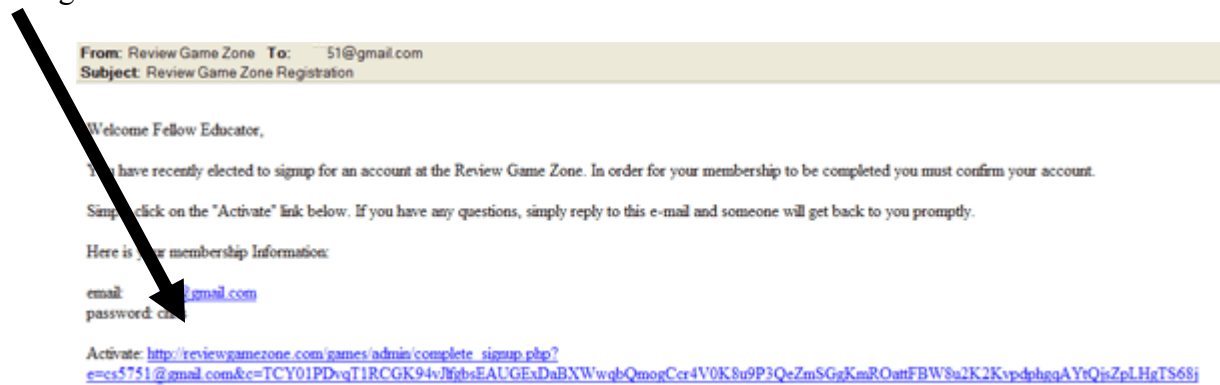 From: Review Game Zone To: 51@gmail.com
Subject: Review Game Zone Registration
Welcome Fellow Educator,
have recently elected to signup for an account at the Review Game Zone. In order for your membership to be completed you must confirm your account.
click on the "Activate" link below. If you have any questions, simply reply to this e-mail and someone will get back to you promptly.
Here is membership Information:
email: @gmail.com
password:
Activate: http://reviewgamezone.com/games/admin/complete_signup.php?